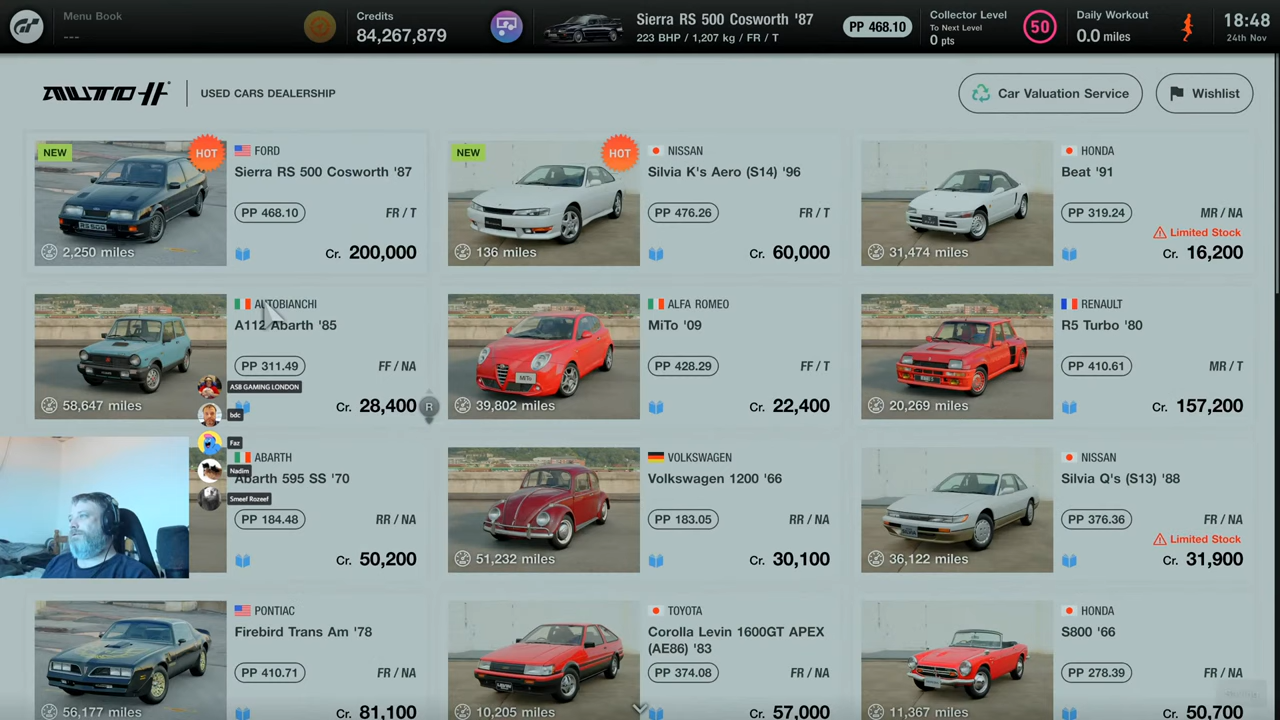 GT
Menu Book
---
Credits
84,267,879
Sierra RS 500 Cosworth '87
223 BHP / 1,207 kg / FR / T
PP 468.10
Collector Level
To Next Level
0 pts
50
Daily Workout
0.0 miles
18:48
24th Nov
AUTO
USED CARS DEALERSHIP
Car Valuation Service
Wishlist
NEW
HOT
FORD
Sierra RS 500 Cosworth '87
PP 468.10
FR / T
2,250 miles
Cr. 200,000
NEW
HOT
NISSAN
Silvia K's Aero (S14) '96
PP 476.26
FR / T
136 miles
Cr. 60,000
HONDA
Beat '91
PP 319.24
MR / NA
Limited Stock
31,474 miles
Cr. 16,200
AUTOBIANCHI
A112 Abarth '85
PP 311.49
FF / NA
58,647 miles
Cr. 28,400
R
ALFA ROMEO
MiTo '09
PP 428.29
FF / T
39,802 miles
Cr. 22,400
RENAULT
R5 Turbo '80
PP 410.61
MR / T
20,269 miles
Cr. 157,200
ASB GAMING LONDON
bdc
Faz
Nadim
Smeef Rozeef
ABARTH
Abarth 595 SS '70
PP 184.48
RR / NA
Cr. 50,200
VOLKSWAGEN
Volkswagen 1200 '66
PP 183.05
RR / NA
51,232 miles
Cr. 30,100
NISSAN
Silvia Q's (S13) '88
PP 376.36
FR / NA
Limited Stock
36,122 miles
Cr. 31,900
PONTIAC
Firebird Trans Am '78
PP 410.71
FR / NA
56,177 miles
Cr. 81,100
TOYOTA
Corolla Levin 1600GT APEX
(AE86) '83
PP 374.08
FR / NA
10,205 miles
Cr. 57,000
HONDA
S800 '66
PP 278.39
FR / NA
11,367 miles
Cr. 50,700